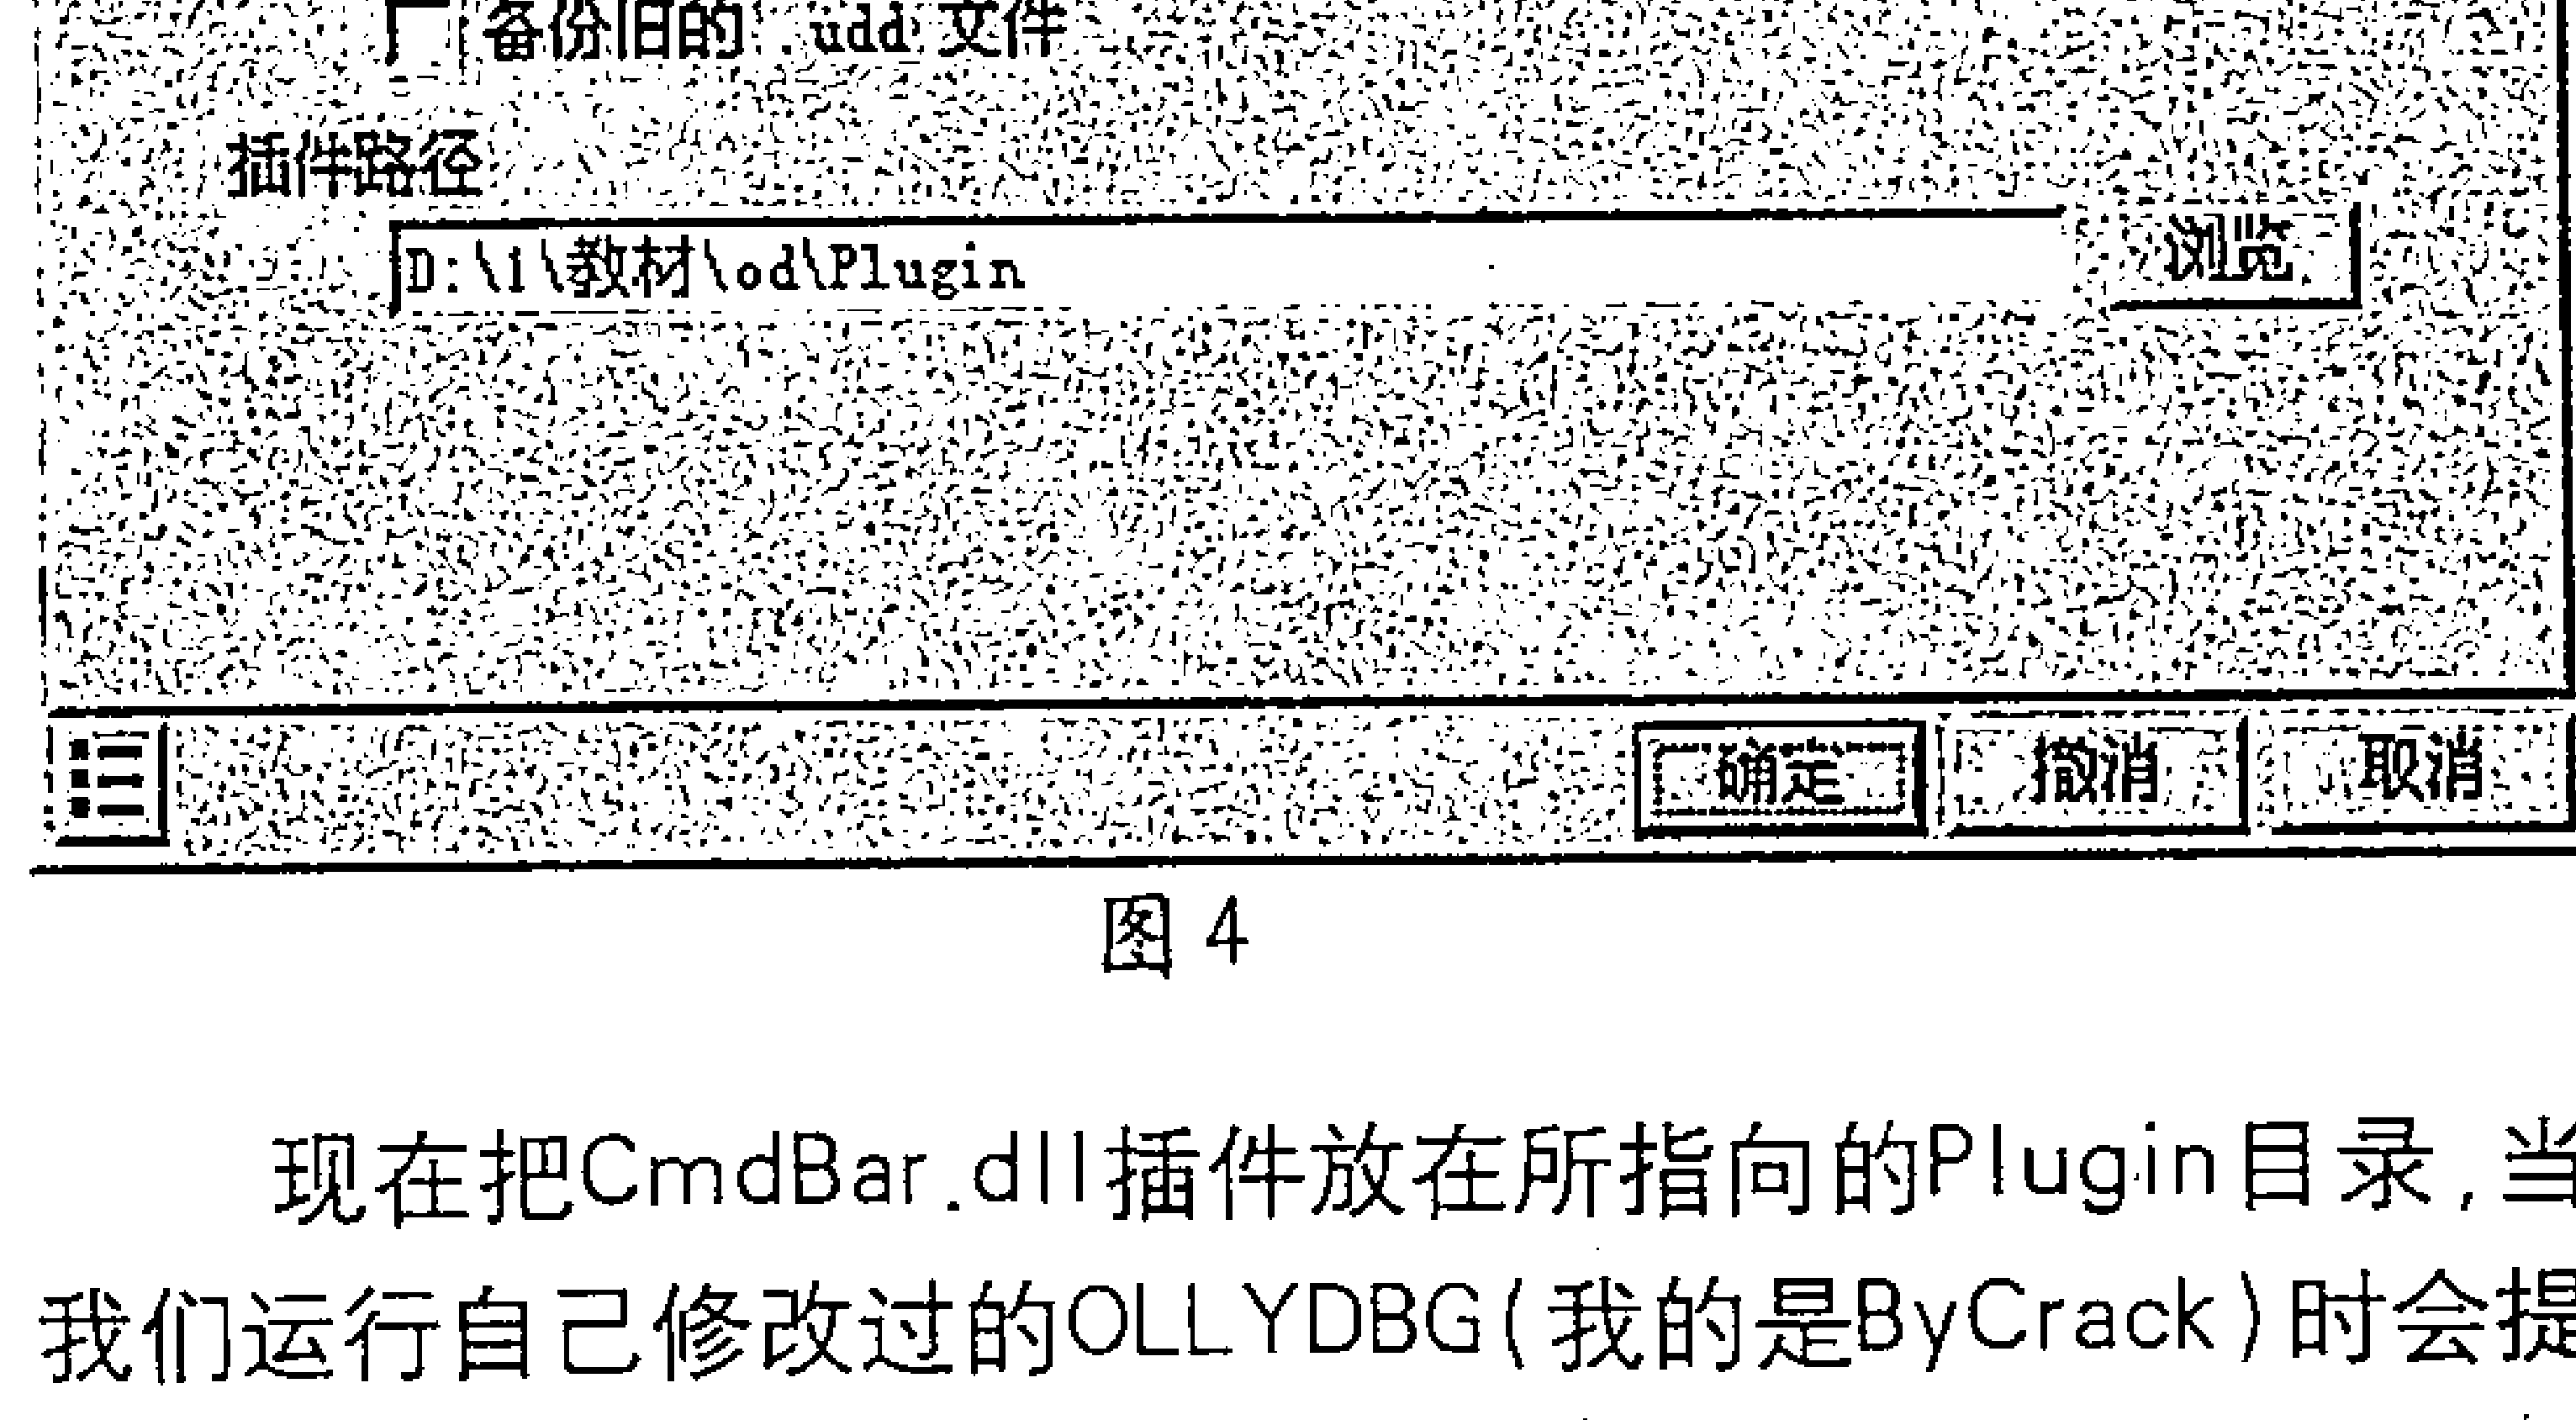 备份旧的 .udd 文件
插件路径
D:\1\教材\od\Plugin 浏览
确定 撤消 取消
图 4
现在把CmdBar.dll插件放在所指向的Plugin目录,当
我们运行自己修改过的OLLYDBG(我的是ByCrack)时会提